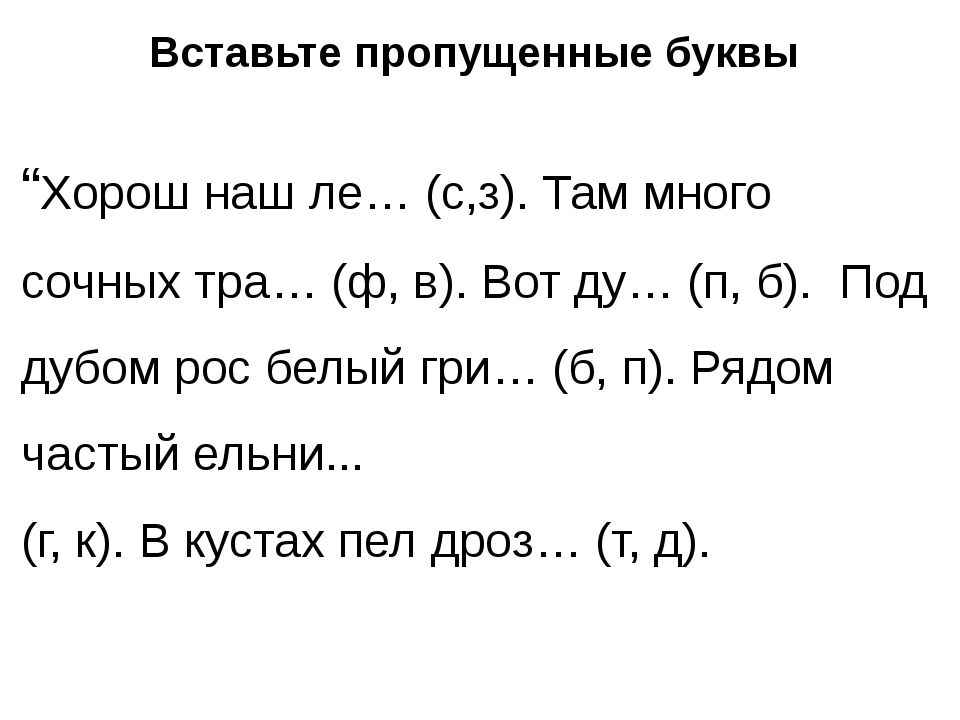 Вставьте пропущенные буквы
“Хорош наш ле… (с,з). Там много
сочных тра… (ф, в). Вот ду… (п, б).  Под
дубом рос белый гри… (б, п). Рядом
частый ельни...
(г, к). В кустах пел дроз… (т, д).